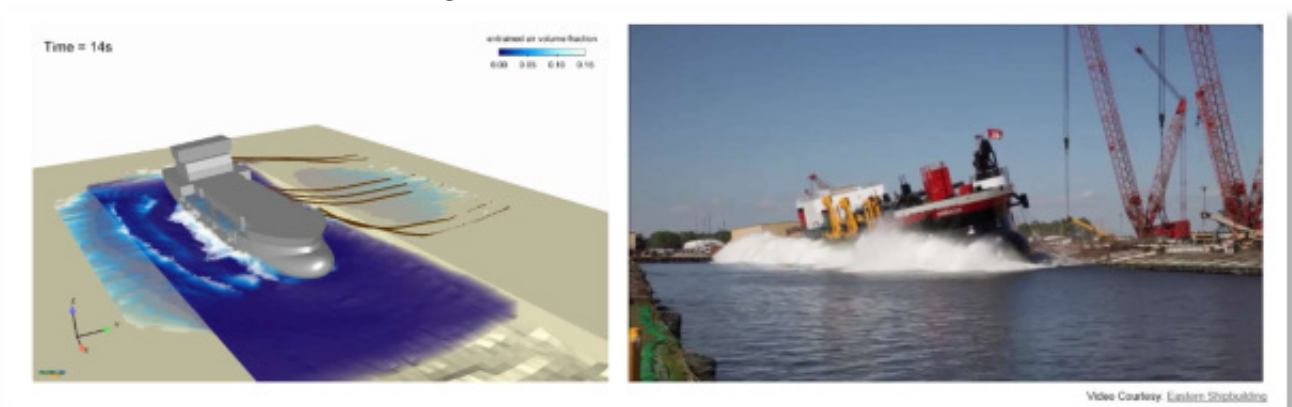 Time = 14s
entrained air volume fraction
0.00 0.05 0.10 0.15
z
Video Courtesy: Eastern Shipbuilding